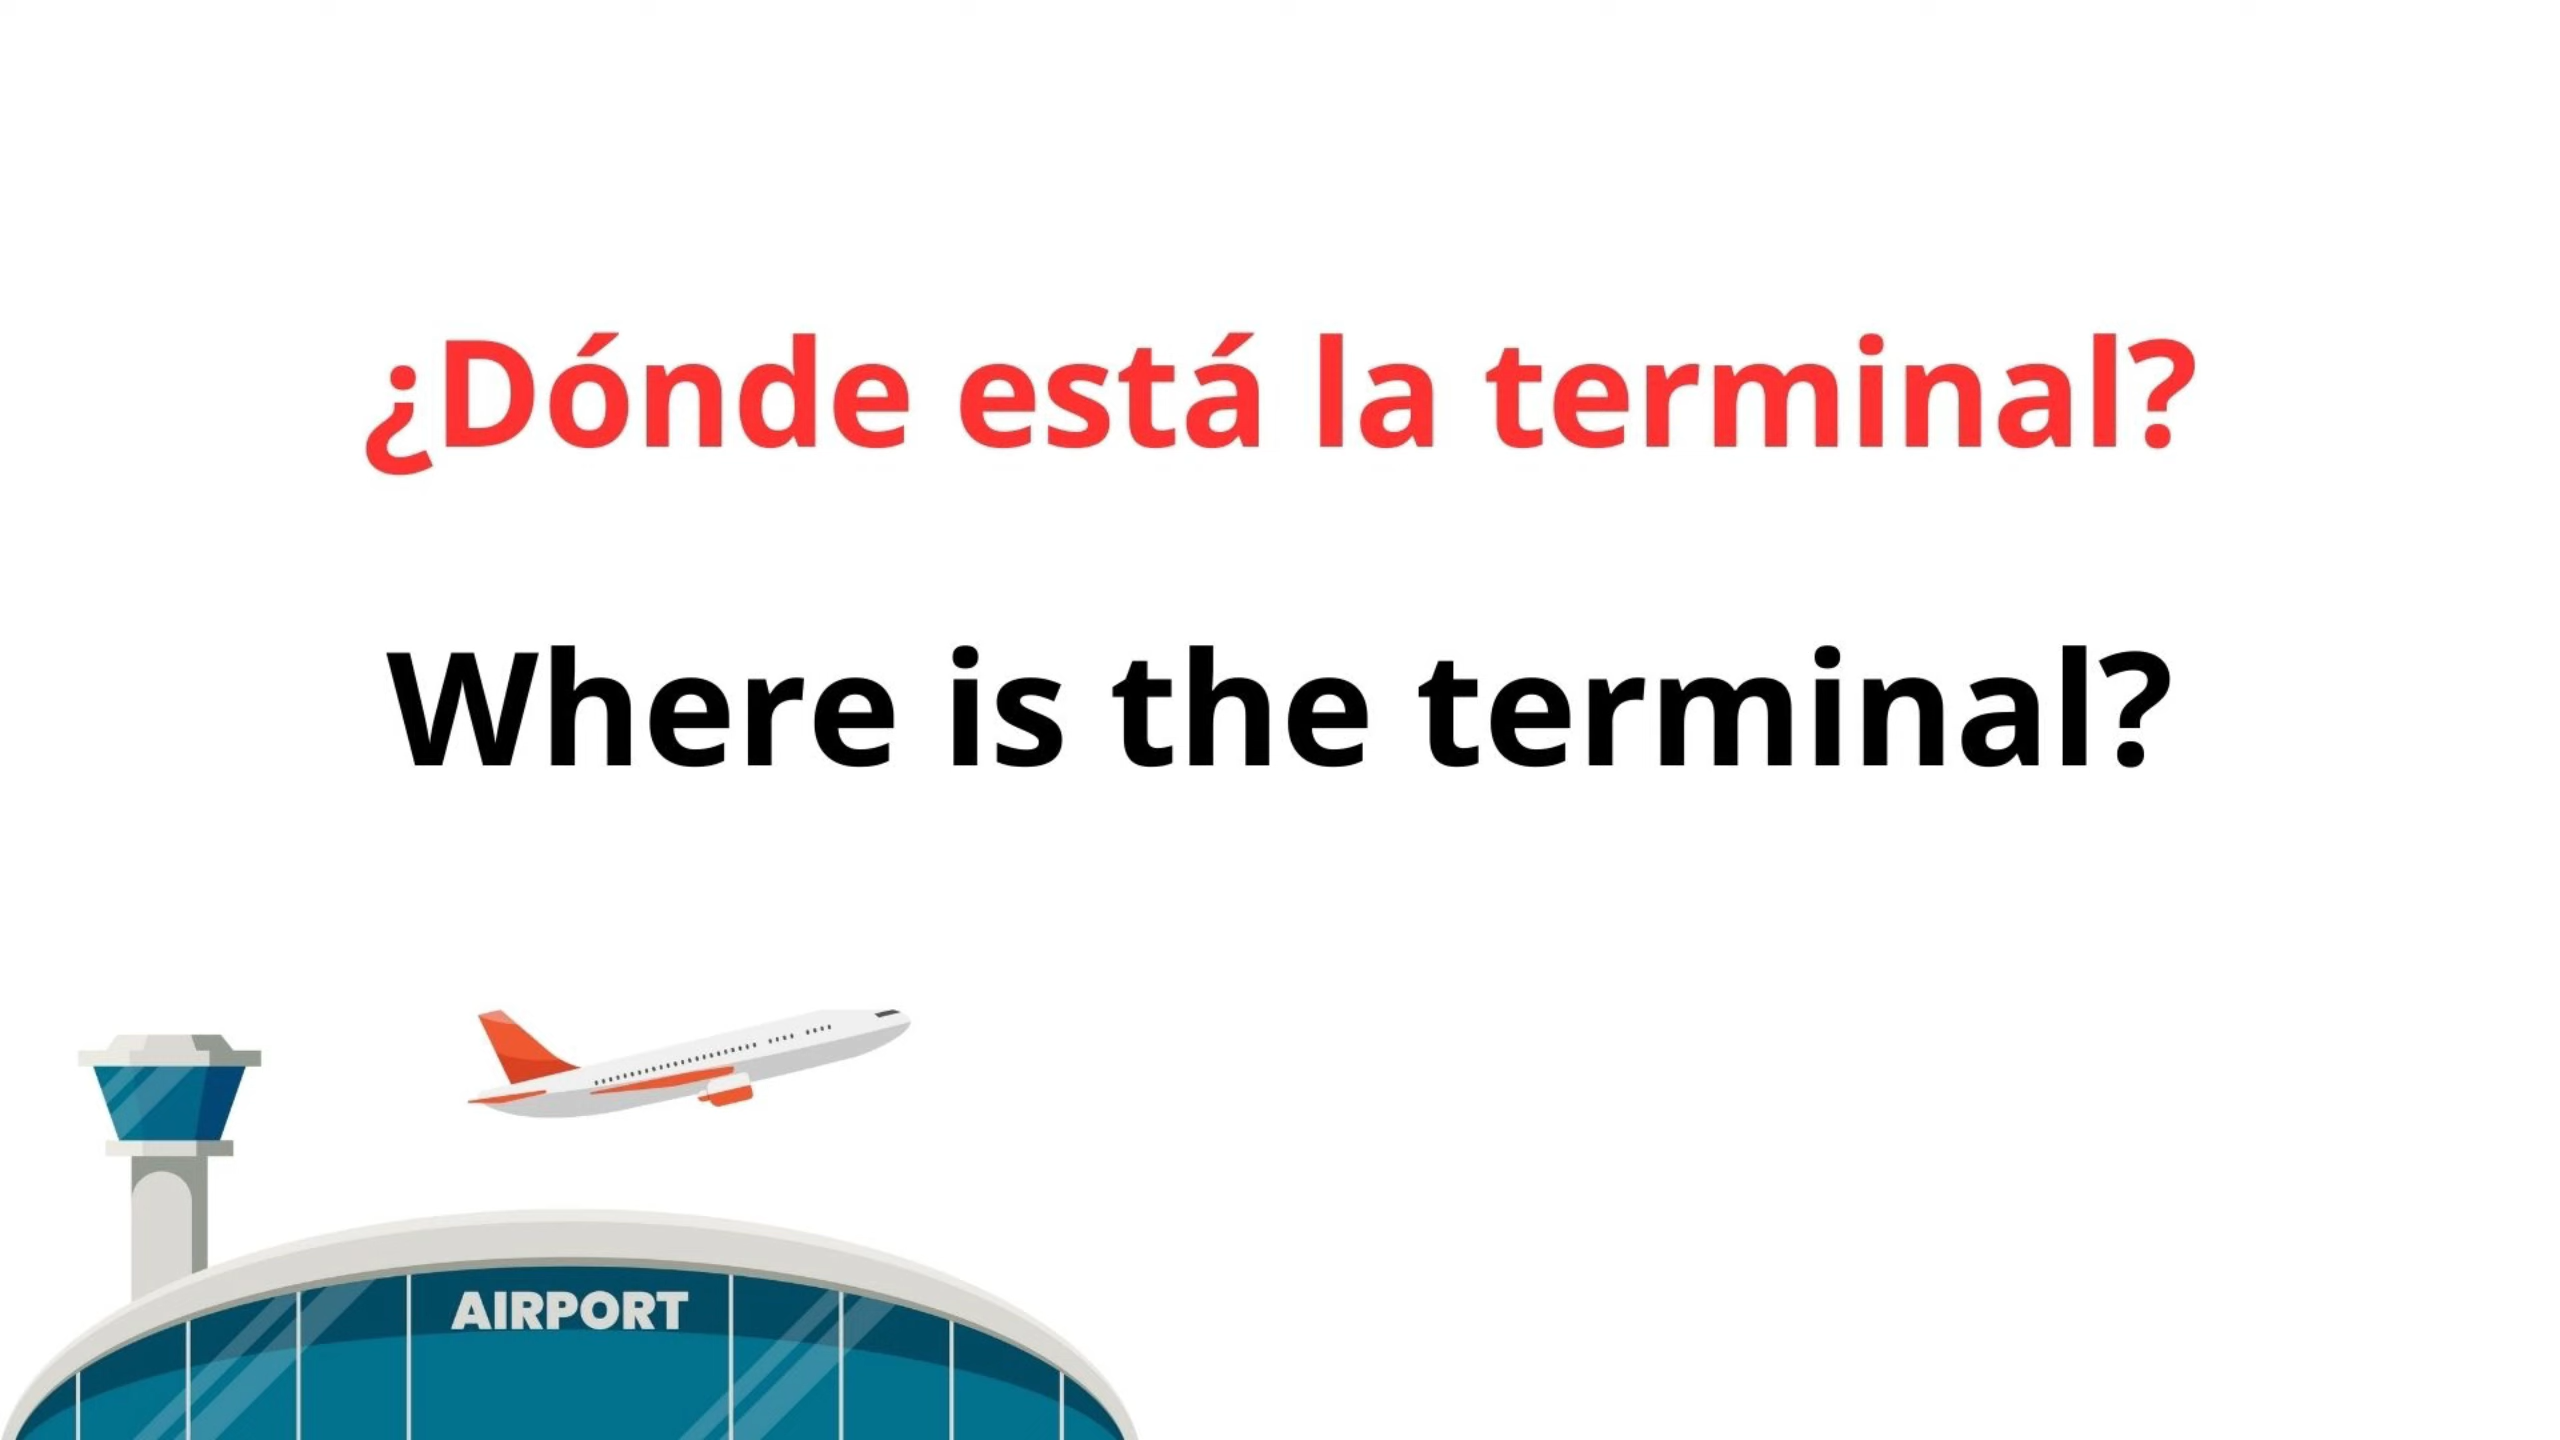 ¿Dónde está la terminal?
Where is the terminal?
AIRPORT